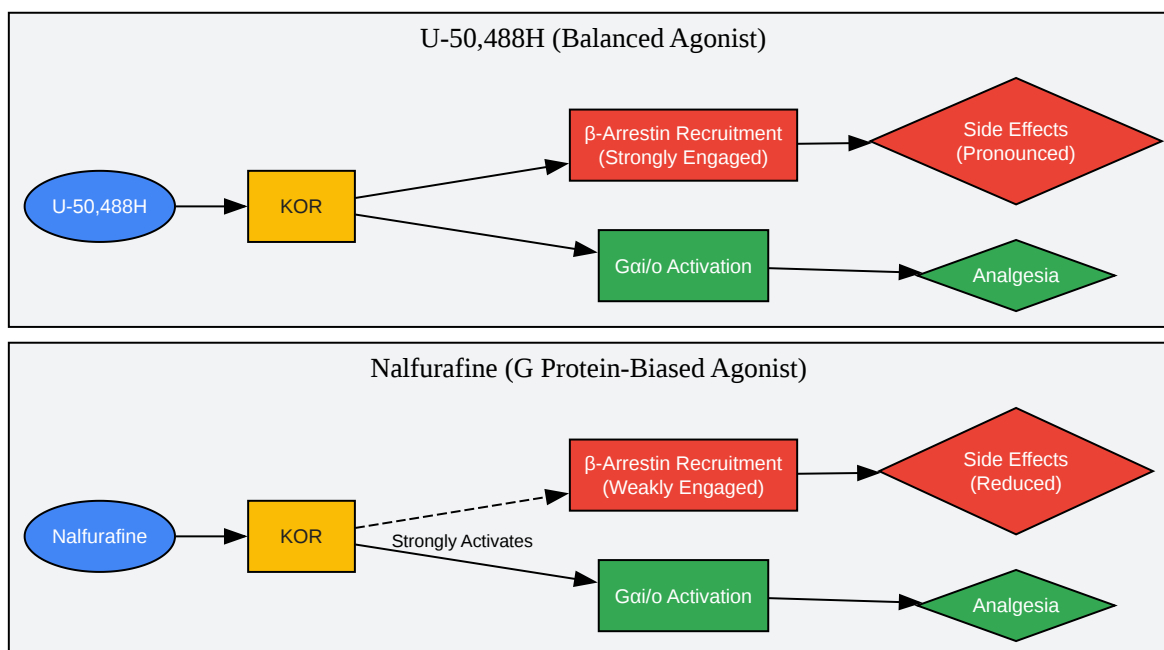 U-50,488H (Balanced Agonist)
U-50,488H
KOR
β-Arrestin Recruitment
(Strongly Engaged)
Side Effects
(Pronounced)
Gαi/o Activation
Analgesia
Nalfurafine (G Protein-Biased Agonist)
Nalfurafine
KOR
Strongly Activates
β-Arrestin Recruitment
(Weakly Engaged)
Side Effects
(Reduced)
Gαi/o Activation
Analgesia